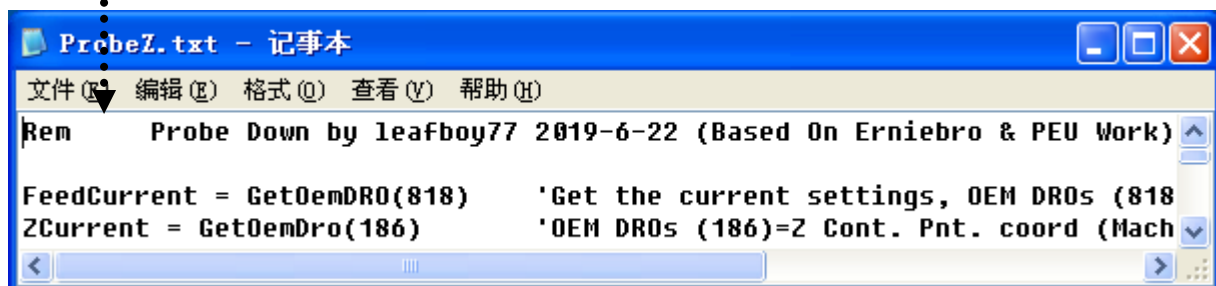 ProbeZ.txt - 记事本
文件(F) 编辑(E) 格式(O) 查看(V) 帮助(H)
Rem Probe Down by leafboy77 2019-6-22 (Based On Erniebro & PEU Work)
FeedCurrent = GetOemDRO(818) 'Get the current settings, OEM DROs (818
ZCurrent = GetOemDro(186) 'OEM DROs (186)=Z Cont. Pnt. coord (Mach